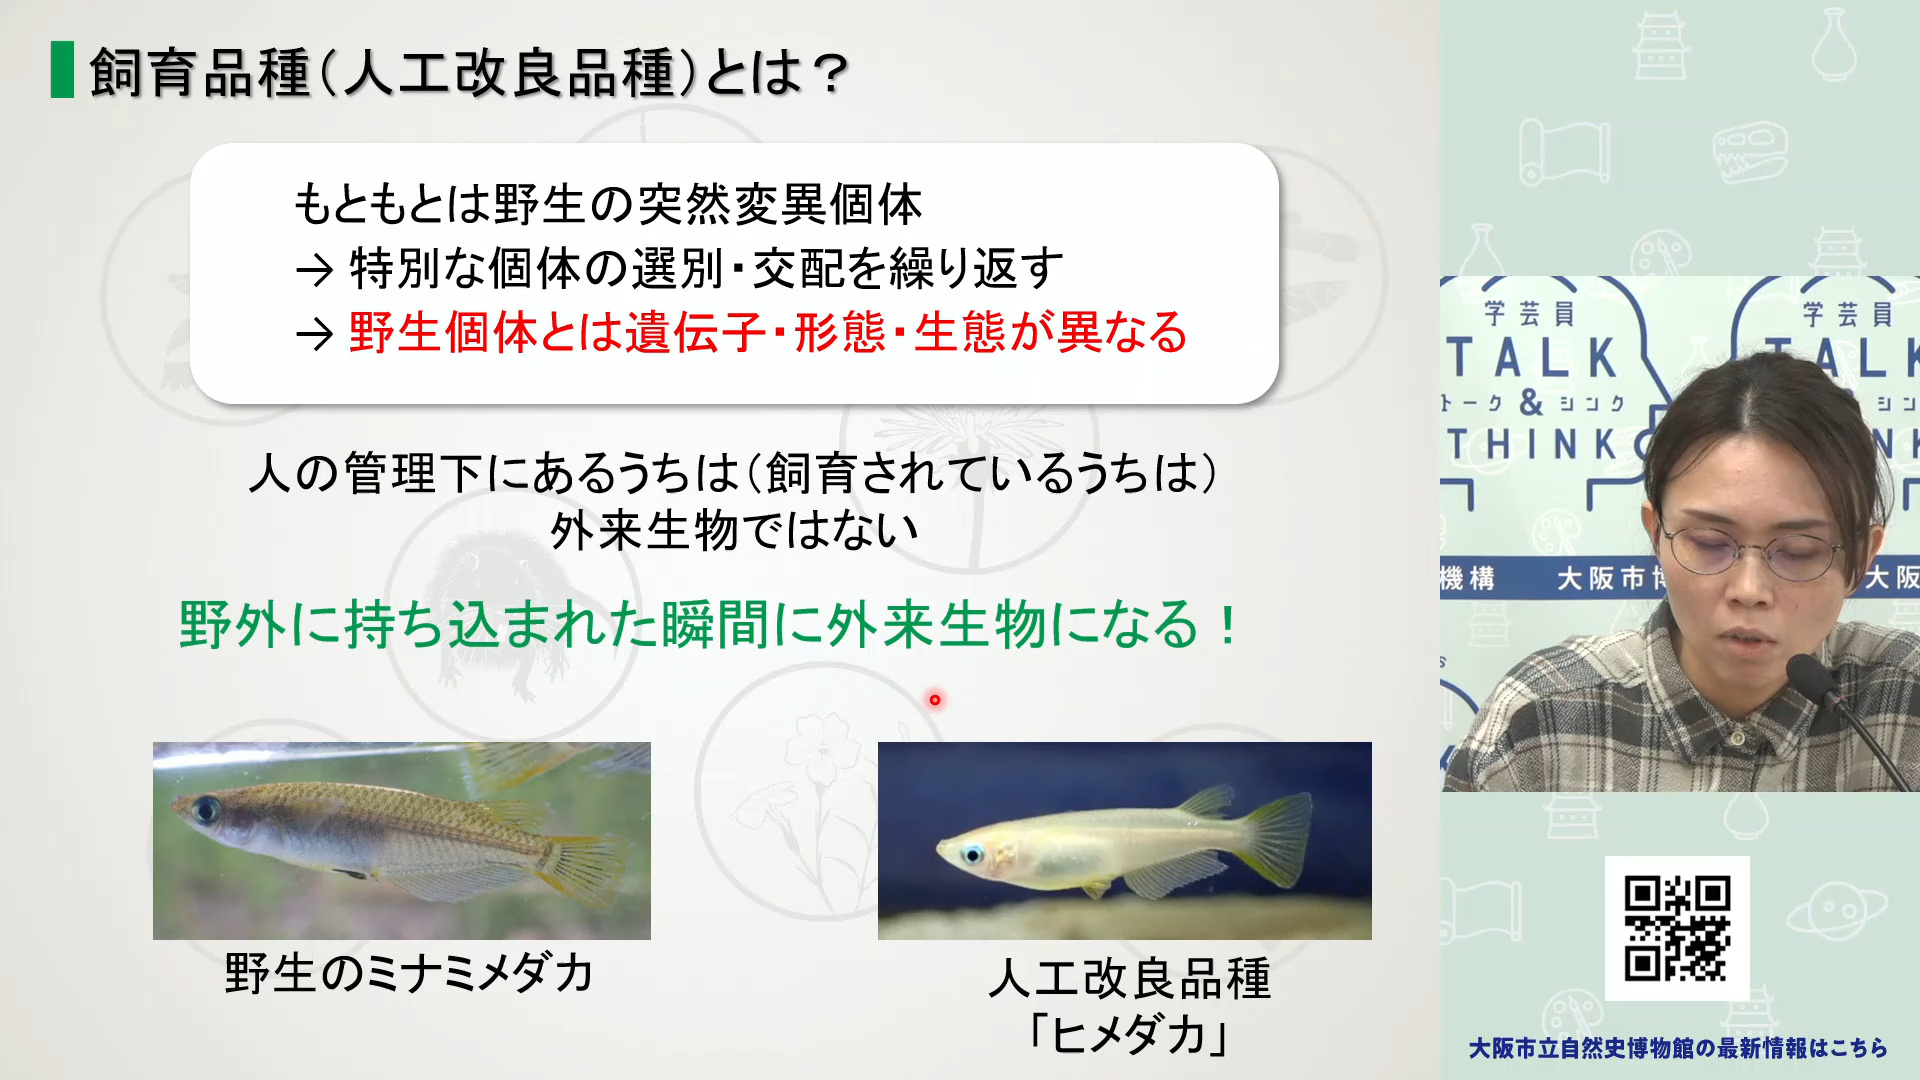 飼育品種（人工改良品種）とは？
もともとは野生の突然変異個体
→ 特別な個体の選別・交配を繰り返す
→ 野生個体とは遺伝子・形態・生態が異なる
人の管理下にあるうちは（飼育されているうちは）
外来生物ではない
野外に持ち込まれた瞬間に外来生物になる！
野生のミナミメダカ
人工改良品種
「ヒメダカ」
学芸員
TALK
トーク & シンク
THINK
学芸員
TALK
シン
NK
機構
大阪市博
大阪
大阪市立自然史博物館の最新情報はこちら